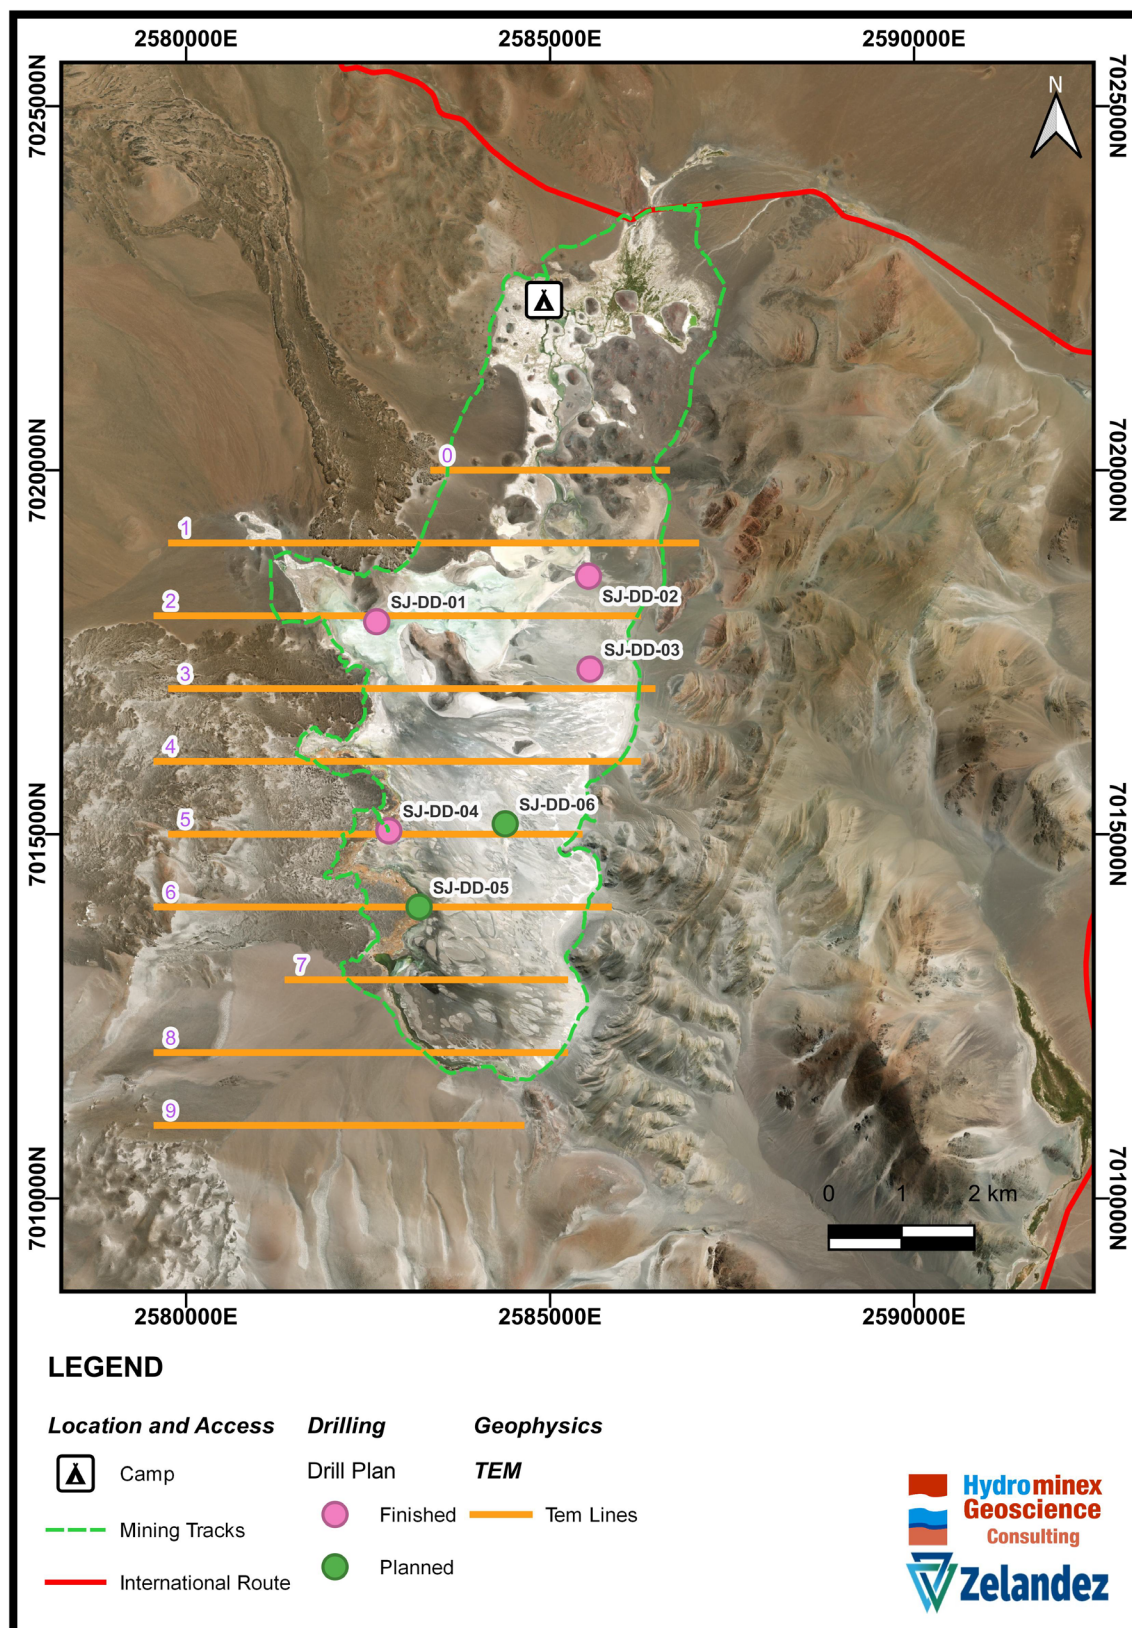 2580000E 2585000E 2590000E
7025000N 7025000N
N
0
7020000N 7020000N
1
2
SJ-DD-01
SJ-DD-02
SJ-DD-03
3
4
SJ-DD-04
SJ-DD-06
5
7015000N 7015000N
SJ-DD-05
6
7
8
9
7010000N 7010000N
0 1 2 km
2580000E 2585000E 2590000E
LEGEND
Location and Access
Camp
Mining Tracks
International Route
Drilling
Drill Plan
Finished
Planned
Geophysics
TEM
Tem Lines
Hydrominex
Geoscience
Consulting
Zelandez